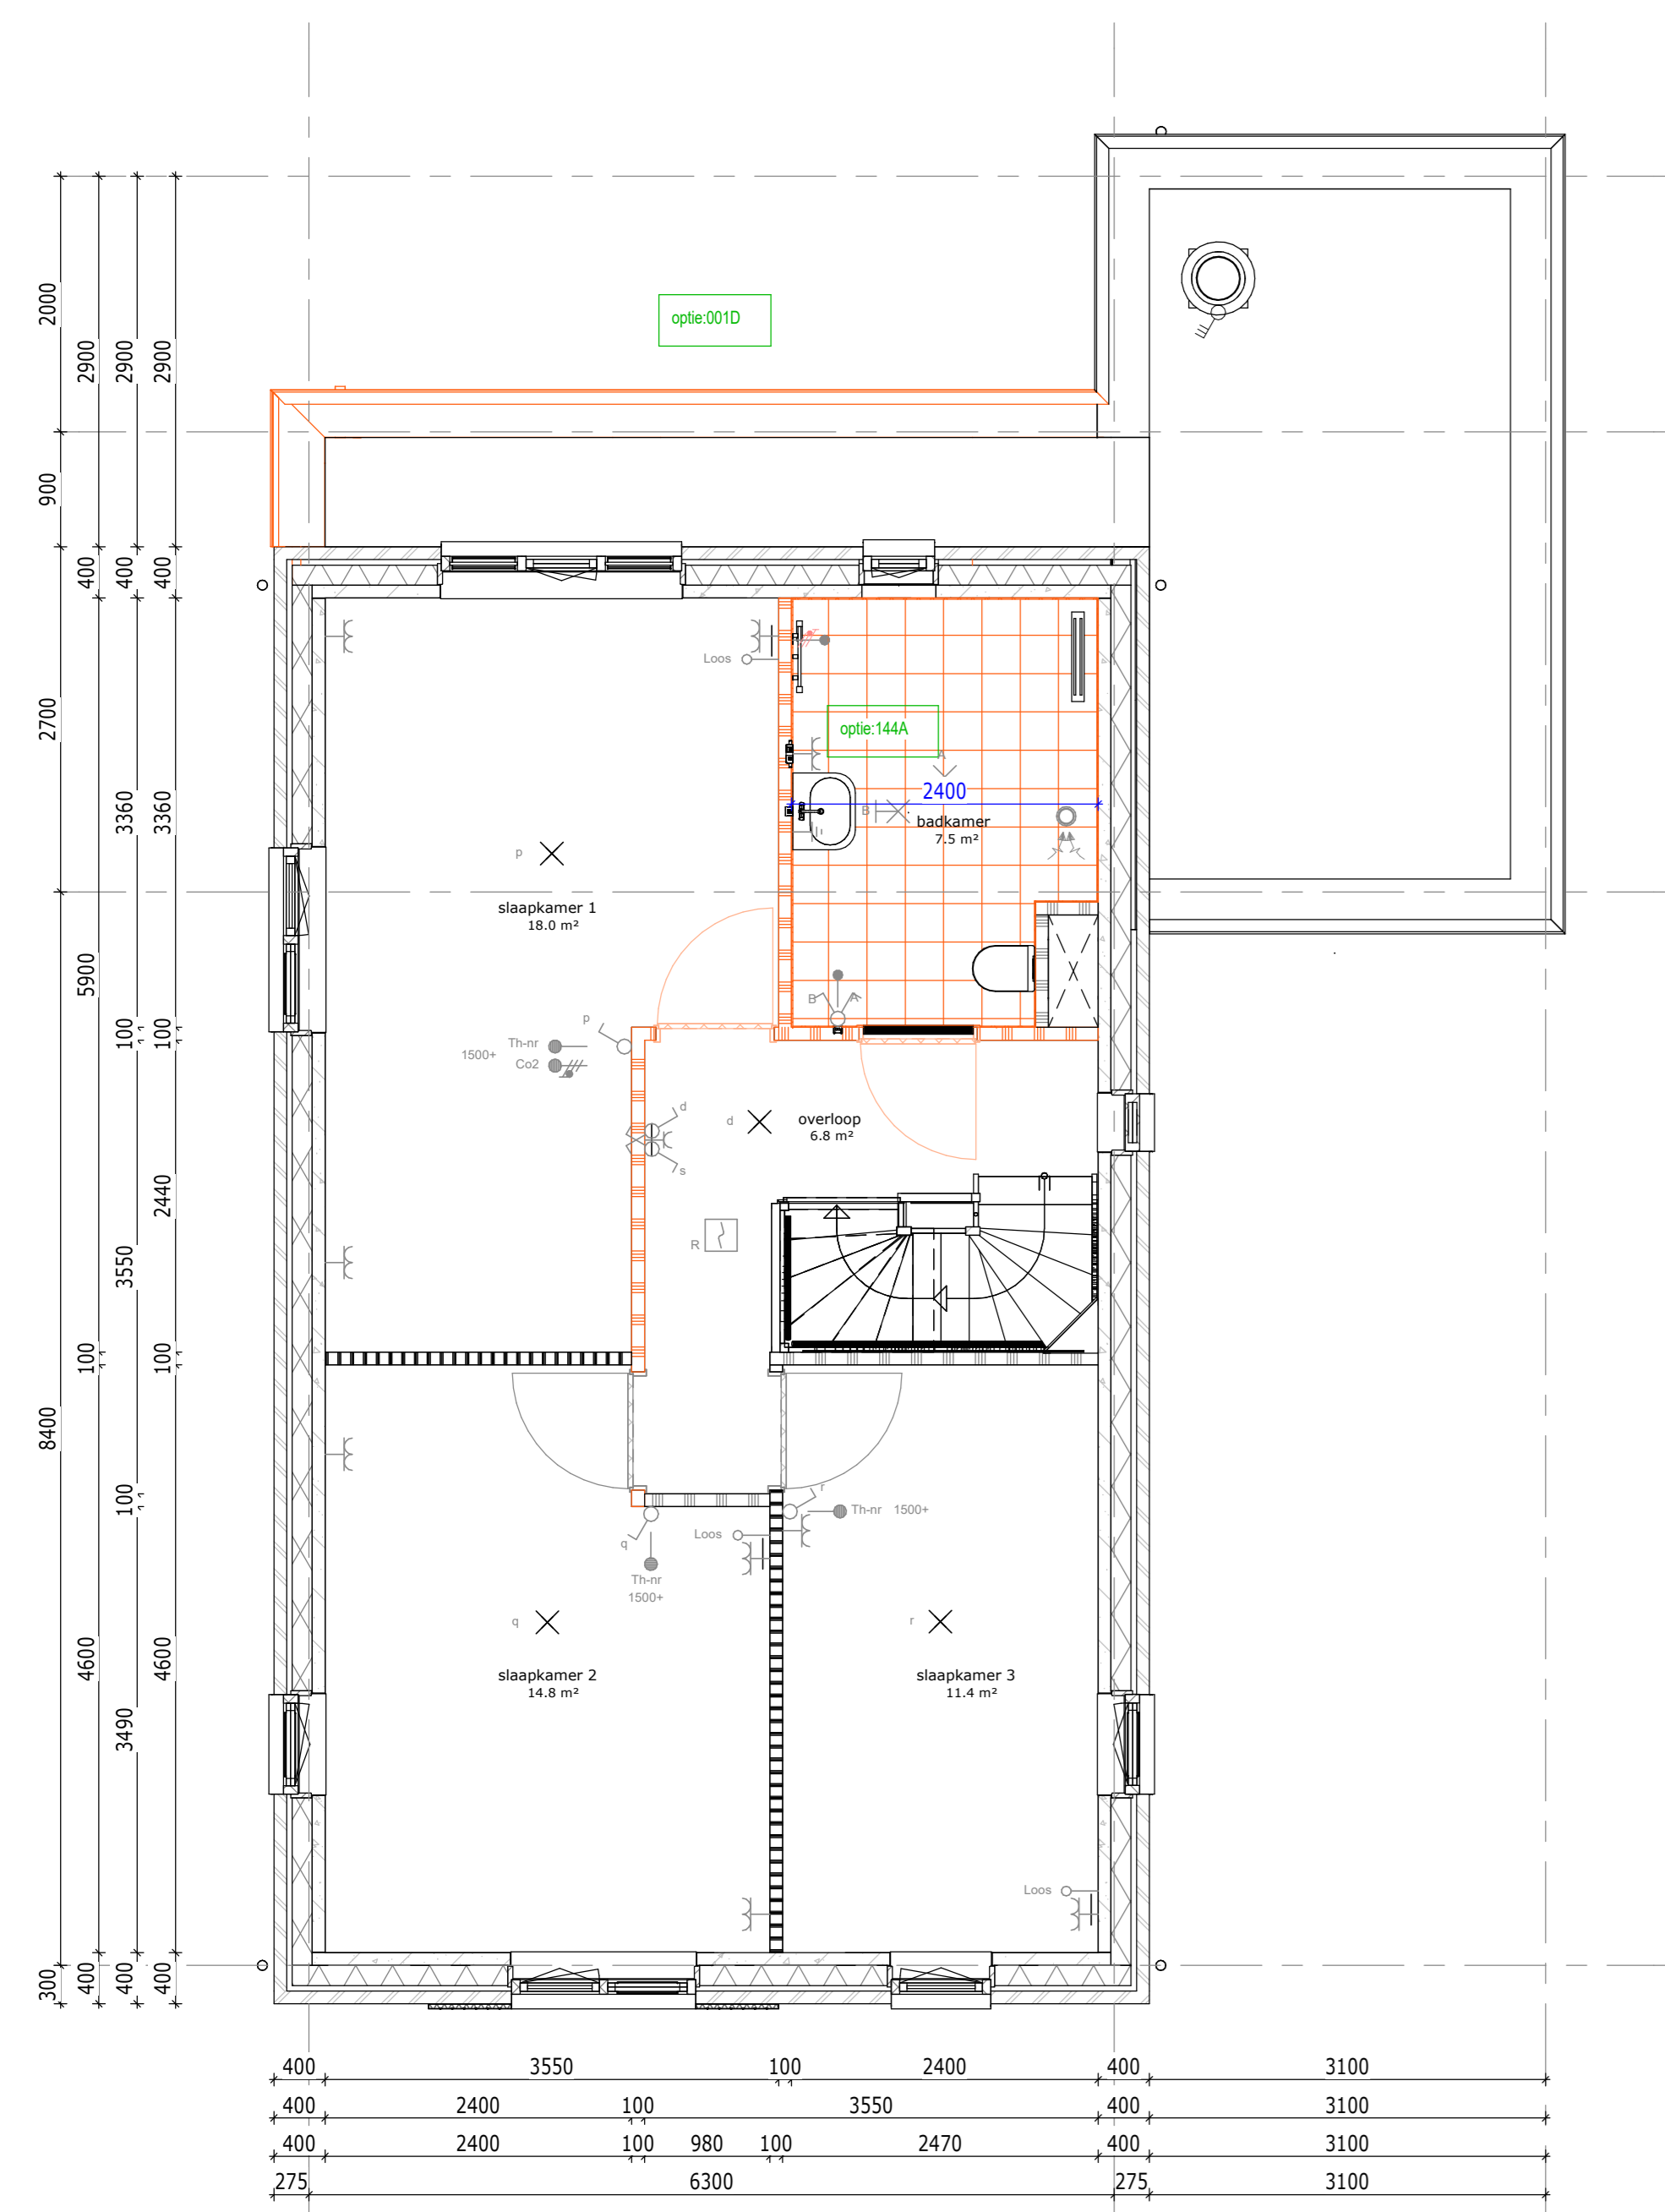 optie:001D
2000
2900
2900
2900
900
400
400
400
Loos
2700
optie:144A
A
2400
3360
3360
B
badkamer
7.5 m²
p
slaapkamer 1
18.0 m²
5900
B
A
p
100
100
Th-nr
1500+
Co2
d
d
overloop
6.8 m²
s
2440
R
3550
100
100
8400
100
r
Th-nr
1500+
Loos
q
Th-nr
1500+
q
r
4600
4600
slaapkamer 2
14.8 m²
slaapkamer 3
11.4 m²
3490
Loos
300
400
400
400
400 3550 100 2400 400 3100
400 2400 100 3550 400 3100
400 2400 100 980 100 2470 400 3100
275 6300 275 3100